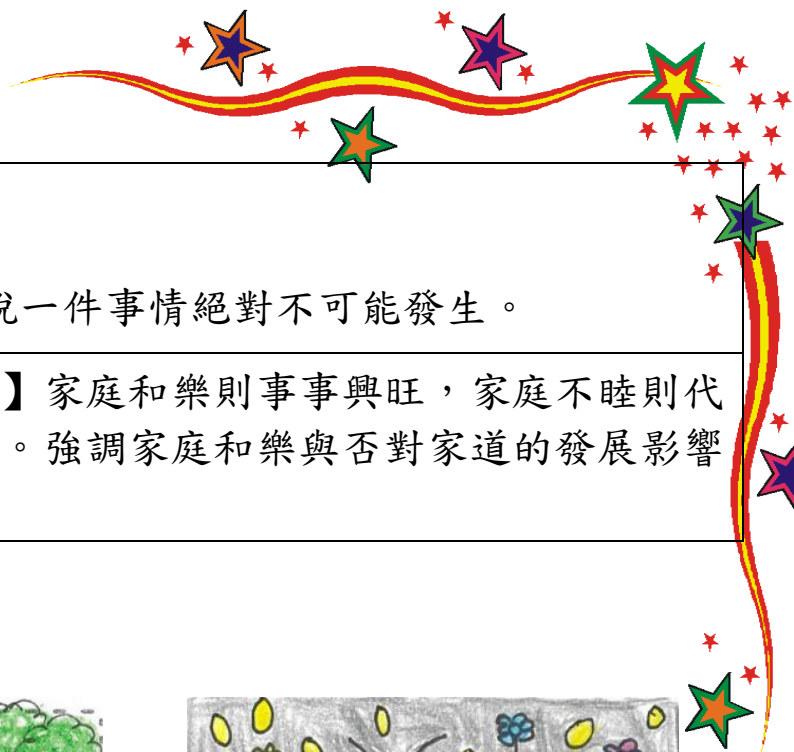 說一件事情絕對不可能發生。
】家庭和樂則事事興旺，家庭不睦則代
。強調家庭和樂與否對家道的發展影響